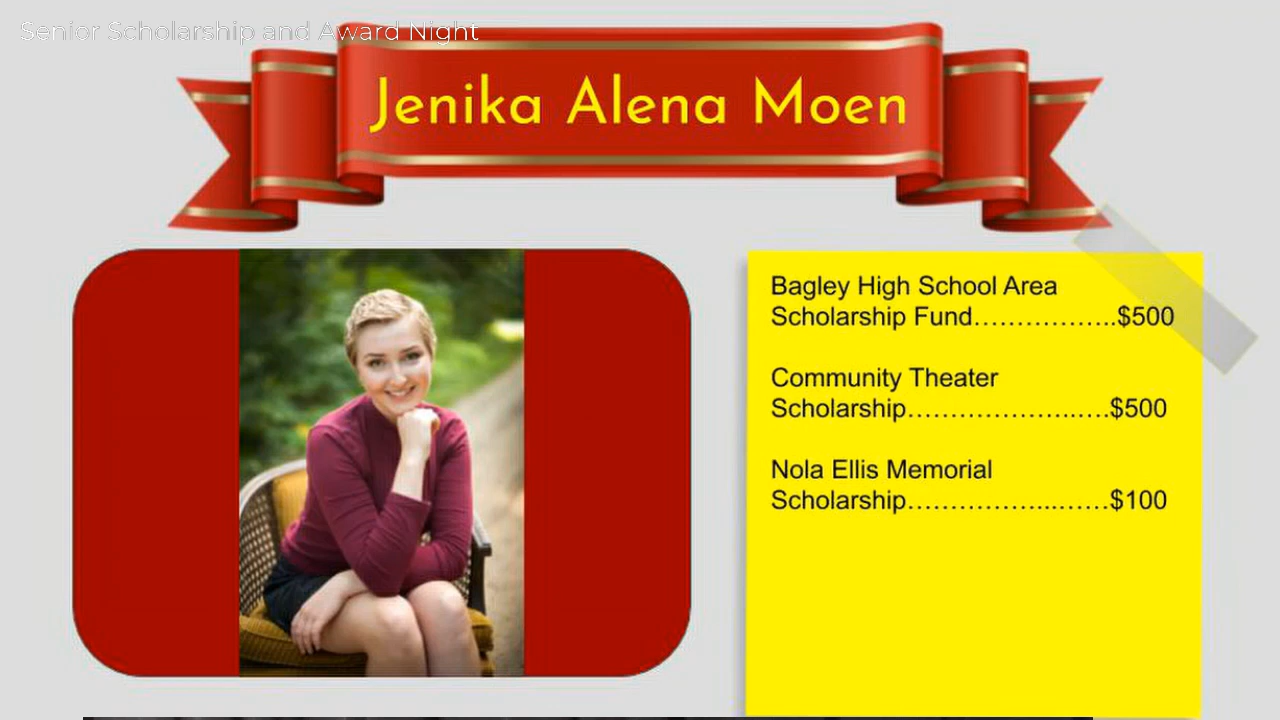 Senior Scholarship and Award Night
Jenika Alena Moen
Bagley High School Area
Scholarship Fund……………..$500
Community Theater
Scholarship………………..….$500
Nola Ellis Memorial
Scholarship……………...……$100